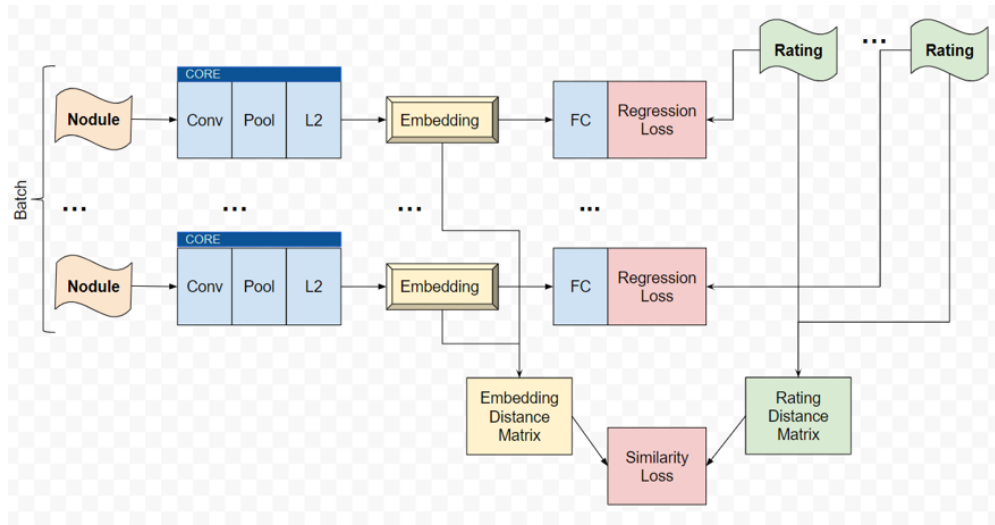 Rating
...
Rating
CORE
Nodule
Conv
Pool
L2
Embedding
FC
Regression
Loss
Batch
...
...
...
...
CORE
Nodule
Conv
Pool
L2
Embedding
FC
Regression
Loss
Embedding
Distance
Matrix
Rating
Distance
Matrix
Similarity
Loss